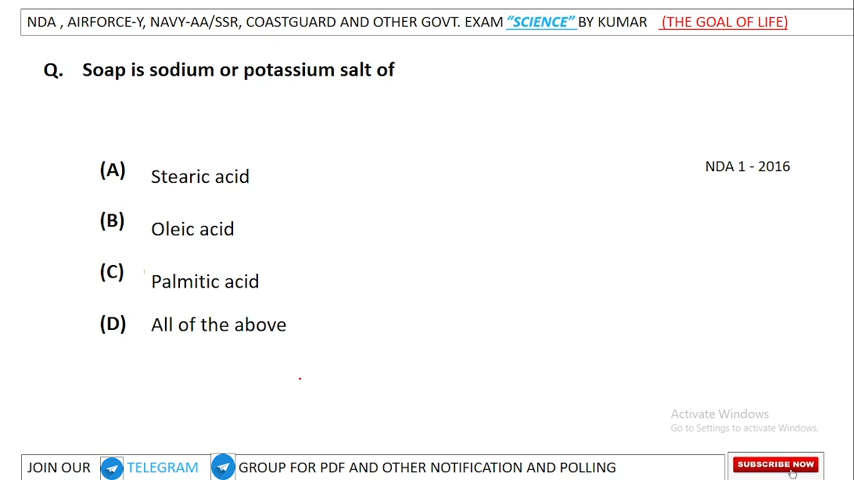 NDA , AIRFORCE-Y, NAVY-AA/SSR, COASTGUARD AND OTHER GOVT. EXAM “SCIENCE” BY KUMAR (THE GOAL OF LIFE)
Q. Soap is sodium or potassium salt of
NDA 1 - 2016
(A) Stearic acid
(B) Oleic acid
(C) Palmitic acid
(D) All of the above
Activate Windows
Go to Settings to activate Windows.
JOIN OUR TELEGRAM GROUP FOR PDF AND OTHER NOTIFICATION AND POLLING
SUBSCRIBE NOW